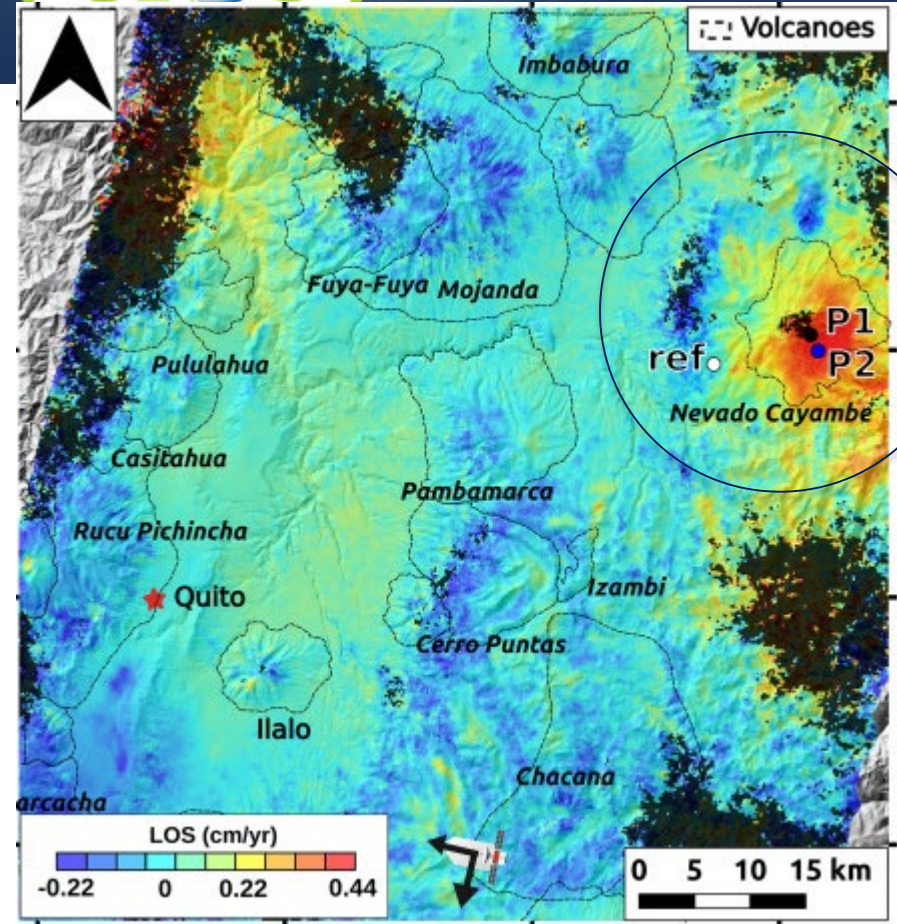 Volcanoes
Imbabura
Fuya-Fuya Mojanda
P1
ref
P2
Pululahua
Nevado Cayambe
Casitahua
Pambamarca
Rucu Pichincha
Izambi
Quito
Cerro Puntas
Ilalo
Chacana
arcacha
LOS (cm/yr)
-0.22 0 0.22 0.44
0 5 10 15 km